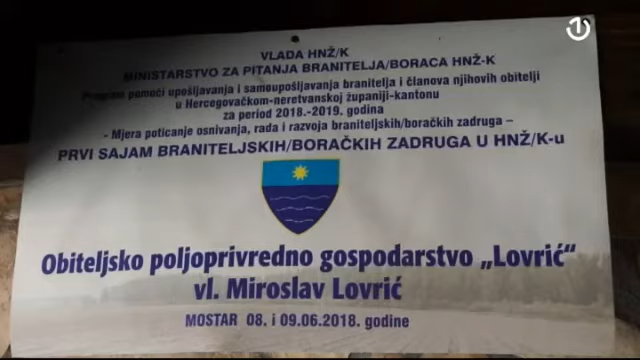 VLADA HNŽ/K
MINISTARSTVO ZA PITANJA BRANITELJA/BORACA HNŽ-K
Program pomoći upošljavanja i samoupošljavanja branitelja i članova njihovih obitelji
u Hercegovačkom-neretvanskoj županiji-kantonu
za period 2018.-2019. godina
- Mjera poticanje osnivanja, rada i razvoja braniteljskih/boračkih zadruga –
PRVI SAJAM BRANITELJSKIH/BORAČKIH ZADRUGA U HNŽ/K-u
Obiteljsko poljoprivredno gospodarstvo „Lovrić“
vl. Miroslav Lovrić
MOSTAR 08. i 09.06.2018. godine